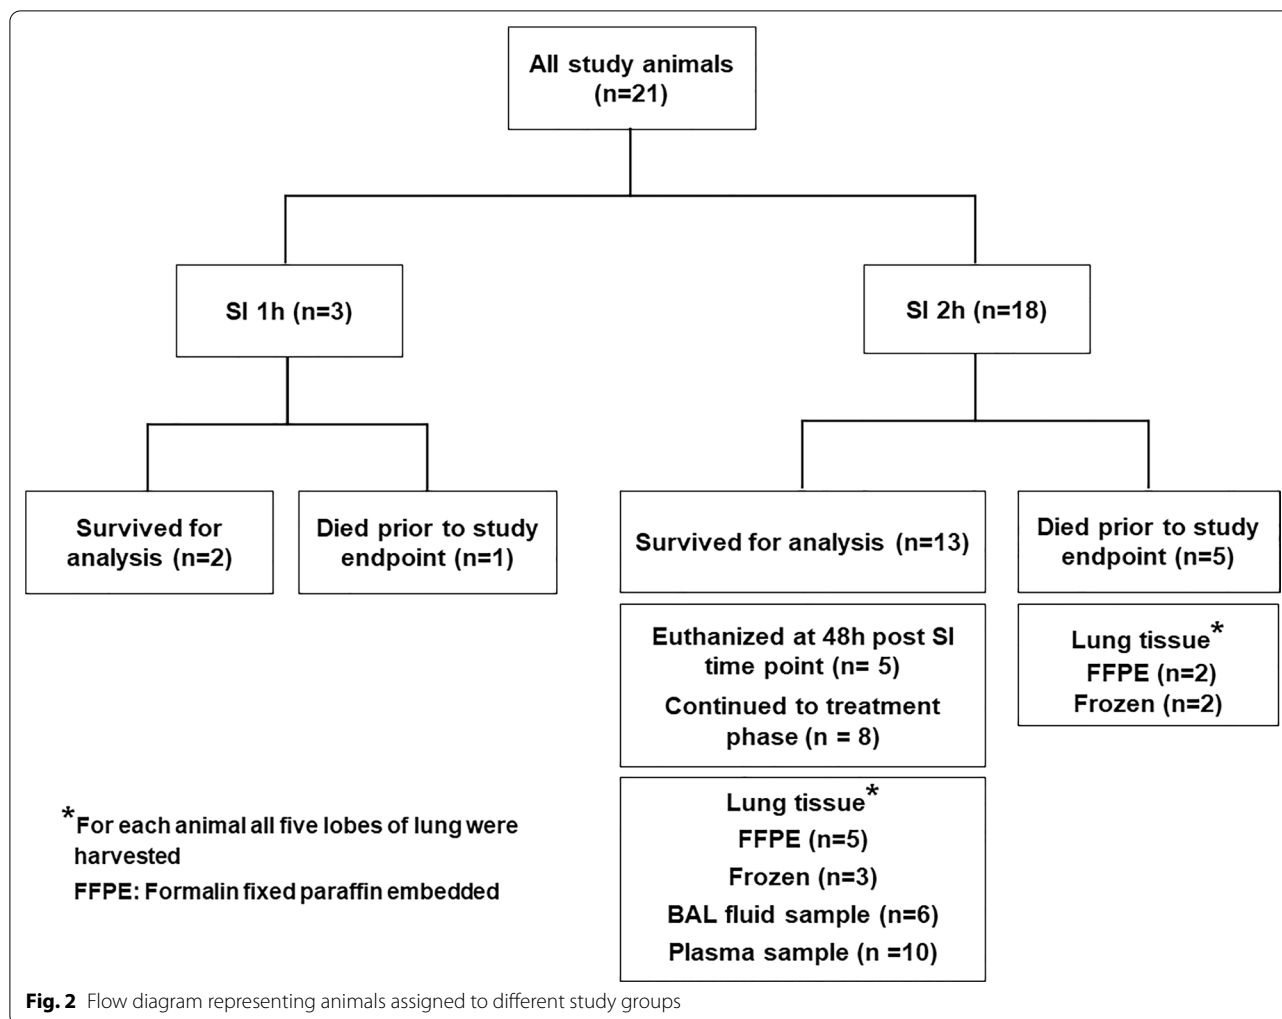 All study animals
(n=21)
SI 1h (n=3)
SI 2h (n=18)
Survived for
analysis (n=2)
Died prior to study
endpoint (n=1)
Survived for analysis (n=13)
Died prior to study
endpoint (n=5)
Euthanized at 48h post SI
time point (n= 5)
Continued to treatment
phase (n = 8)
Lung tissue*
FFPE (n=2)
Frozen (n=2)
Lung tissue*
FFPE (n=5)
Frozen (n=3)
BAL fluid sample (n=6)
Plasma sample (n =10)
*For each animal all five lobes of lung were
harvested
FFPE: Formalin fixed paraffin embedded
Fig. 2 Flow diagram representing animals assigned to different study groups